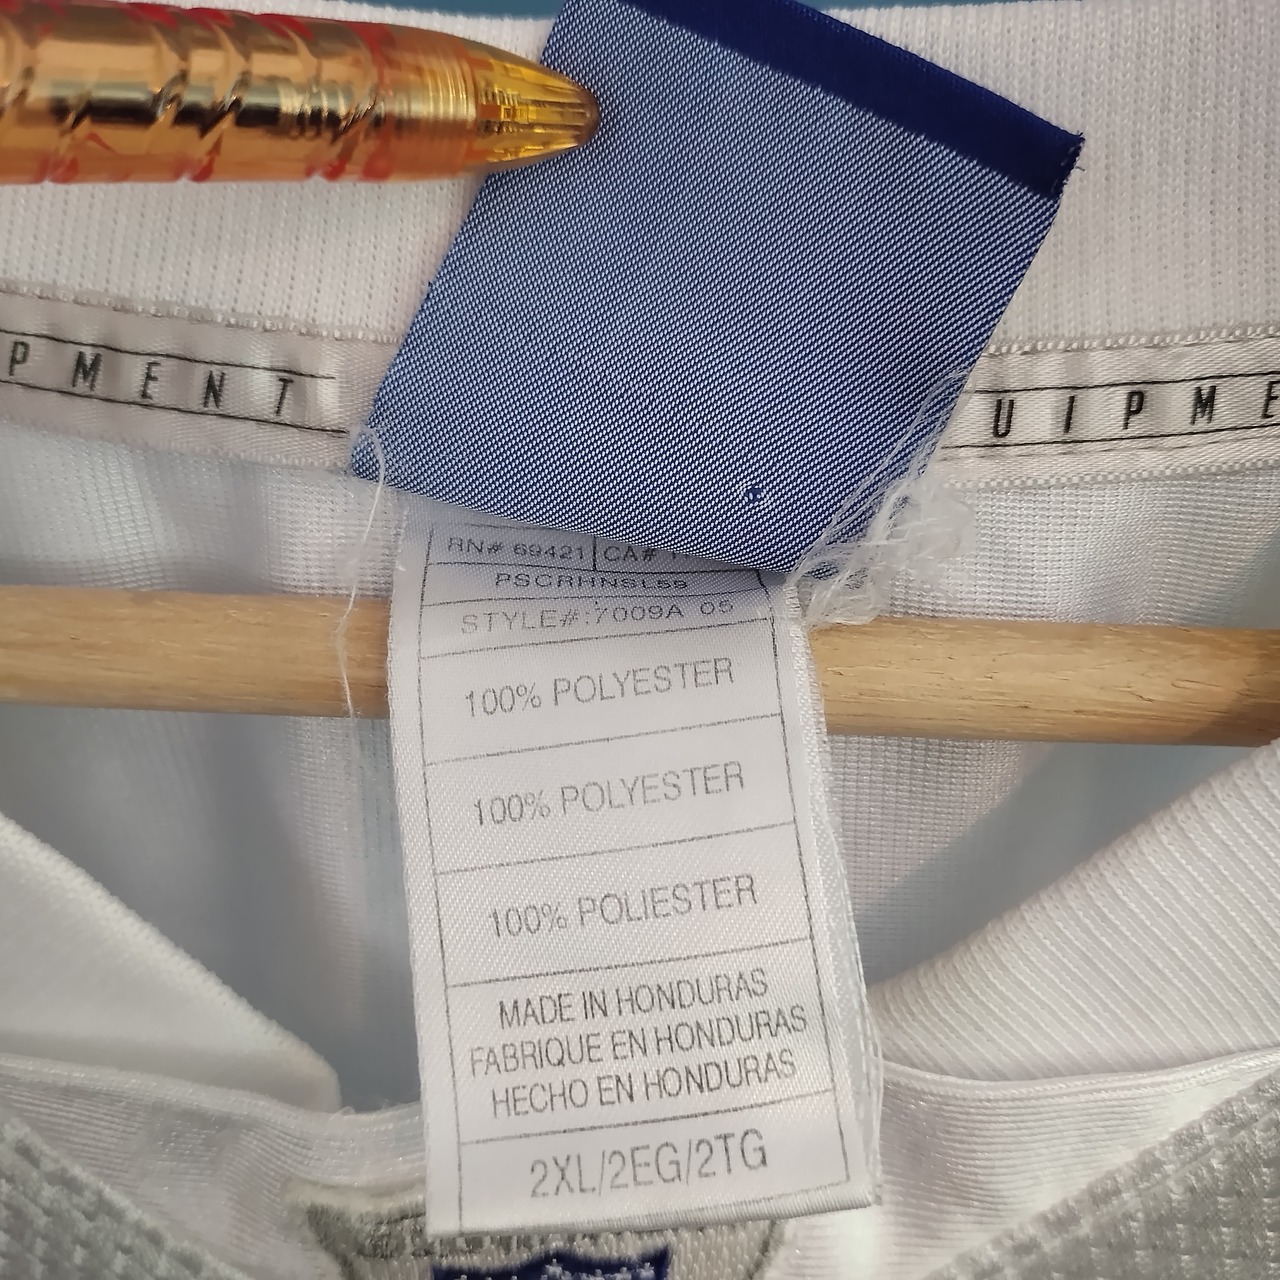 PMENT
UIPME
RN# 69421 CA#
PSCRHNSL59
STYLE#:7009A 05
100% POLYESTER
100% POLYESTER
100% POLIESTER
MADE IN HONDURAS
FABRIQUE EN HONDURAS
HECHO EN HONDURAS
2XL/2EG/2TG